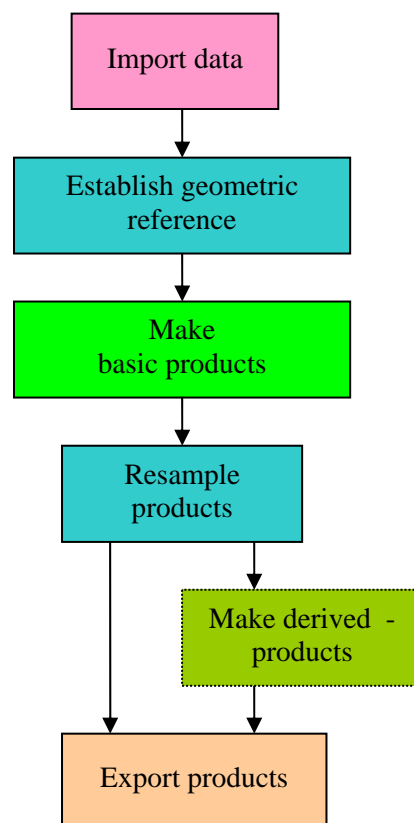 Import data
Establish geometric
reference
Make
basic products
Resample
products
Make derived  -
products
Export products